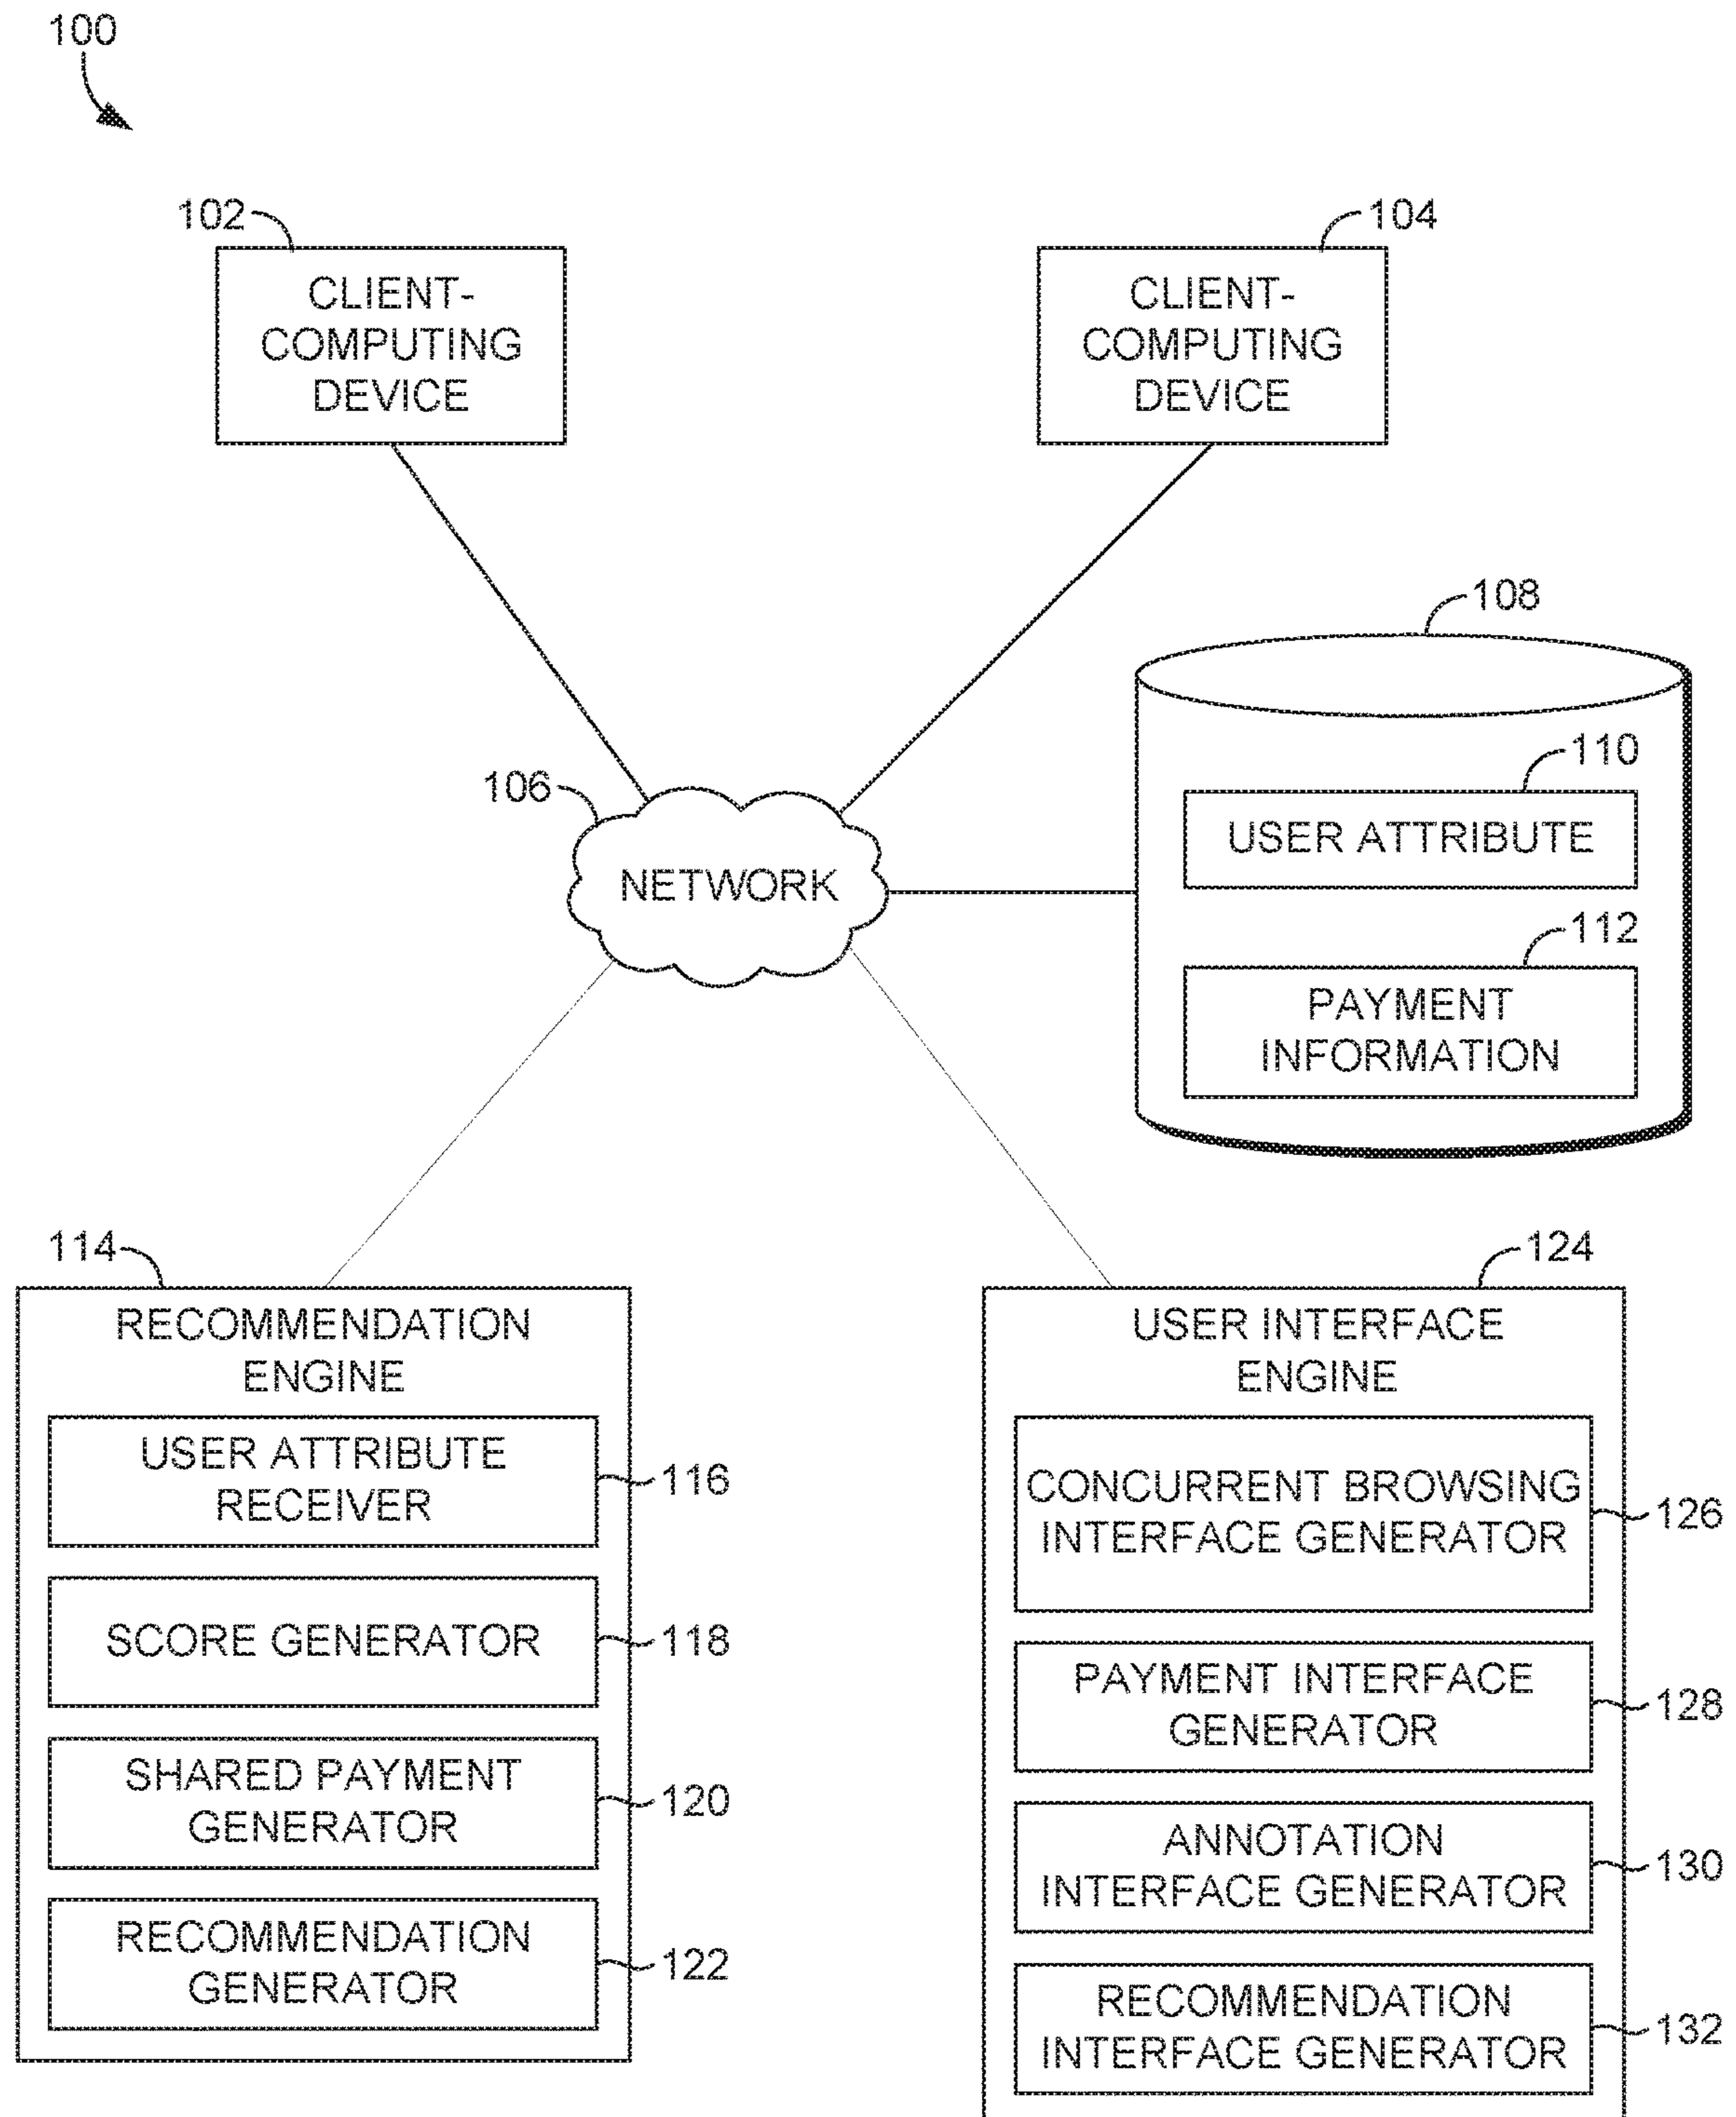 100
102
104
CLIENT-
COMPUTING
DEVICE
CLIENT-
COMPUTING
DEVICE
108
106
NETWORK
110
USER ATTRIBUTE
112
PAYMENT
INFORMATION
114
RECOMMENDATION
ENGINE
USER ATTRIBUTE
RECEIVER
116
SCORE GENERATOR
118
SHARED PAYMENT
GENERATOR
120
RECOMMENDATION
GENERATOR
122
124
USER INTERFACE
ENGINE
CONCURRENT BROWSING
INTERFACE GENERATOR
126
PAYMENT INTERFACE
GENERATOR
128
ANNOTATION
INTERFACE GENERATOR
130
RECOMMENDATION
INTERFACE GENERATOR
132